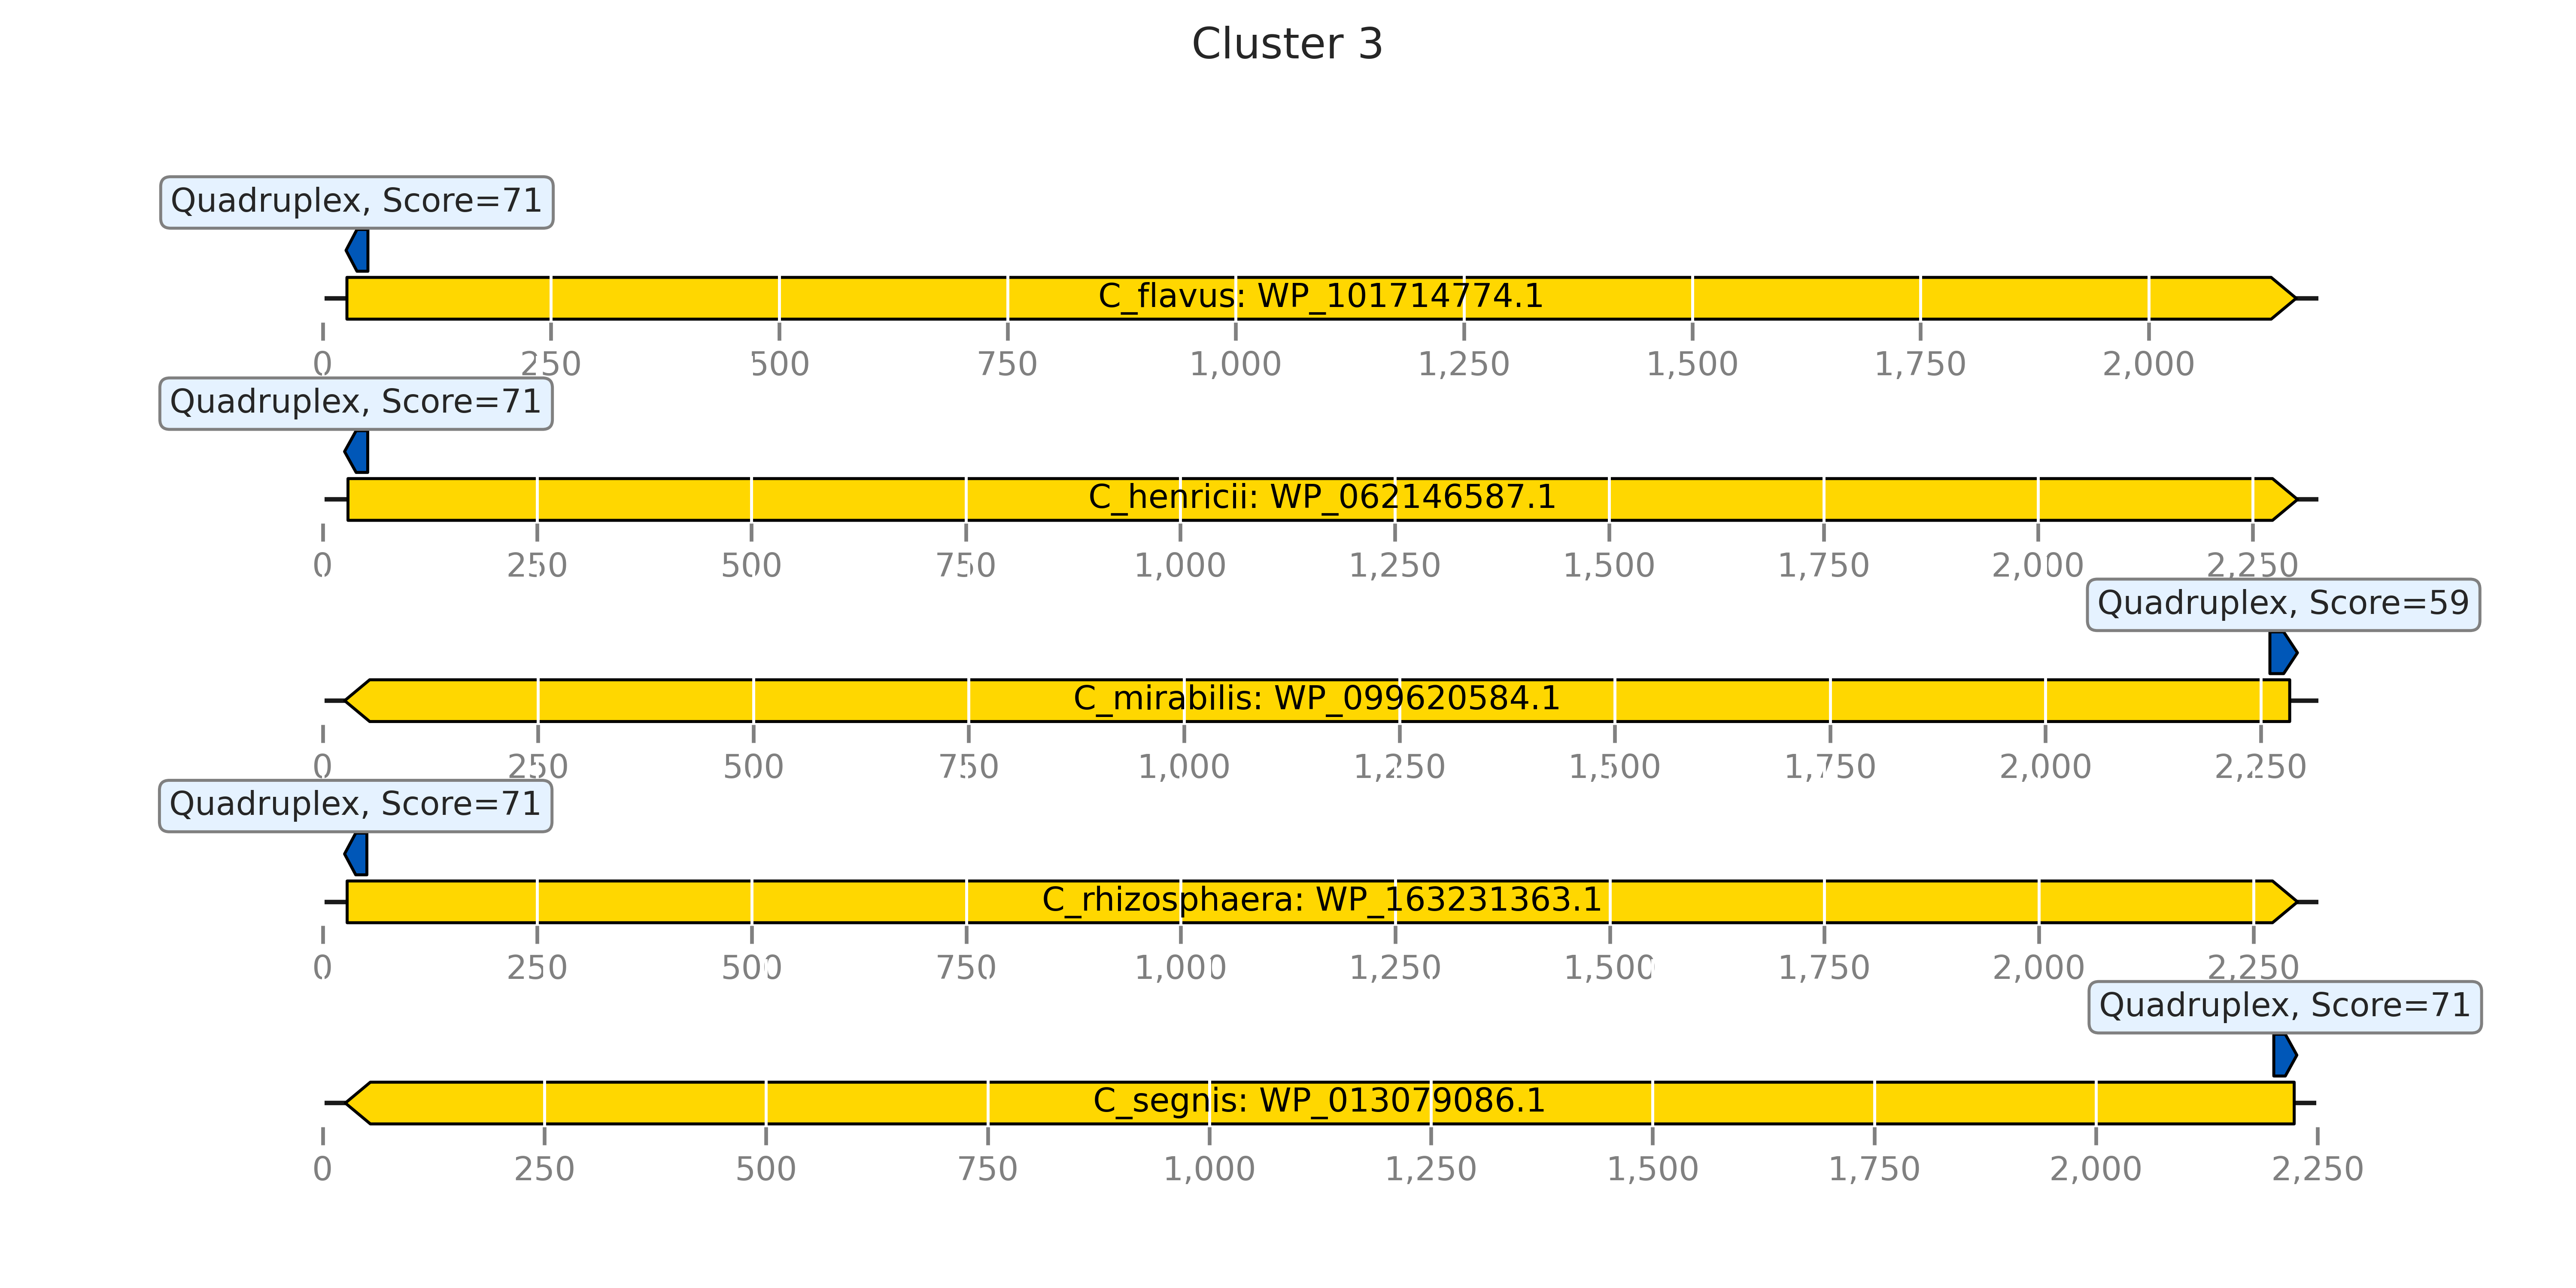 Cluster 3
Quadruplex, Score=71
C_flavus: WP_101714774.1
0 250 500 750 1,000 1,250 1,500 1,750 2,000
Quadruplex, Score=71
C_henricii: WP_062146587.1
0 250 500 750 1,000 1,250 1,500 1,750 2,000 2,250
Quadruplex, Score=59
C_mirabilis: WP_099620584.1
0 250 500 750 1,000 1,250 1,500 1,750 2,000 2,250
Quadruplex, Score=71
C_rhizosphaera: WP_163231363.1
0 250 500 750 1,000 1,250 1,500 1,750 2,000 2,250
Quadruplex, Score=71
C_segnis: WP_013079086.1
0 250 500 750 1,000 1,250 1,500 1,750 2,000 2,250